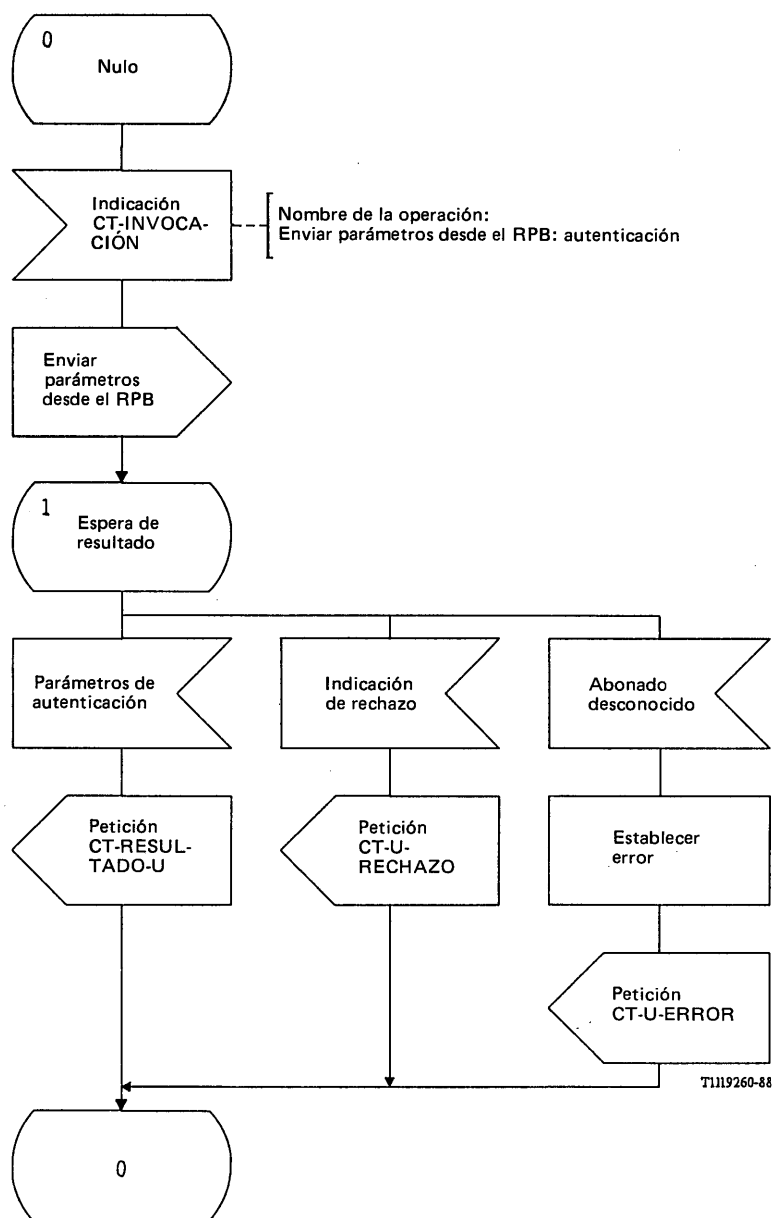 0
Nulo
Indicación
CT-INVOCA-
CIÓN
Nombre de la operación:
Enviar parámetros desde el RPB: autenticación
Enviar
parámetros
desde el RPB
1
Espera de
resultado
Parámetros de
autenticación
Indicación
de rechazo
Abonado
desconocido
Petición
CT-RESUL-
TADO-U
Petición
CT-U-
RECHAZO
Establecer
error
Petición
CT-U-ERROR
T1119260-88
0